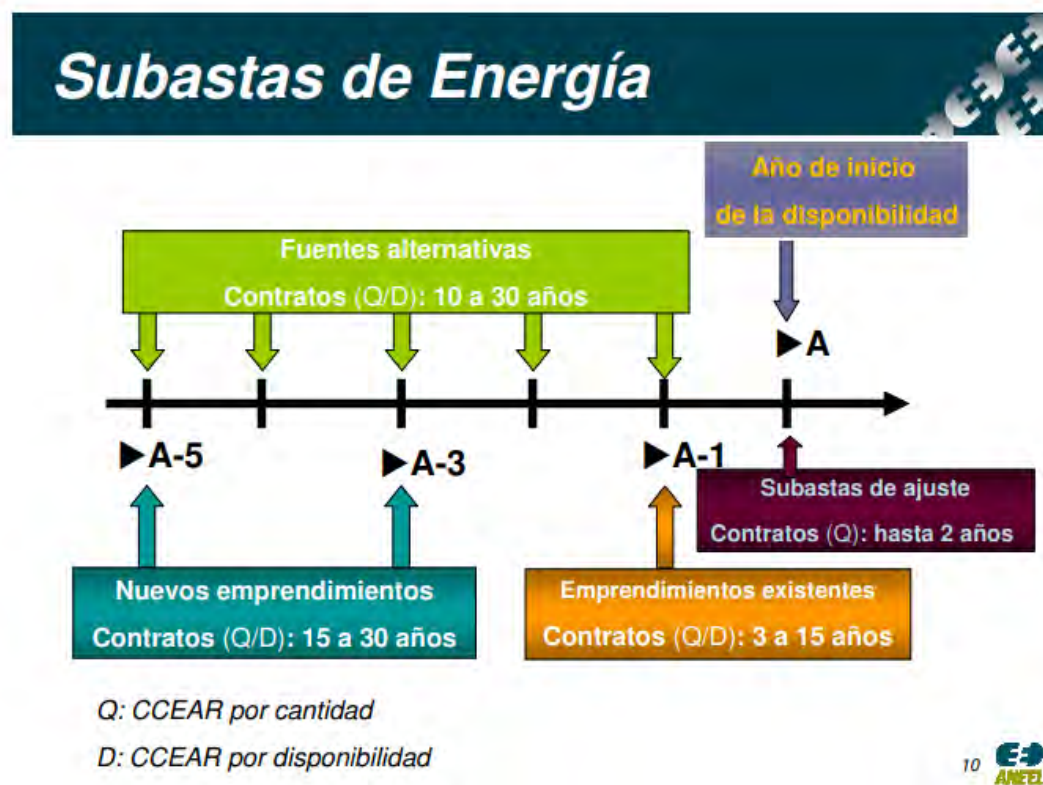 Subastas de Energía
Año de inicio
de la disponibilidad
Fuentes alternativas
Contratos (Q/D): 10 a 30 años
►A
►A-5
►A-3
►A-1
Subastas de ajuste
Contratos (Q): hasta 2 años
Nuevos emprendimientos
Contratos (Q/D): 15 a 30 años
Emprendimientos existentes
Contratos (Q/D): 3 a 15 años
Q: CCEAR por cantidad
D: CCEAR por disponibilidad
10
ANEEL